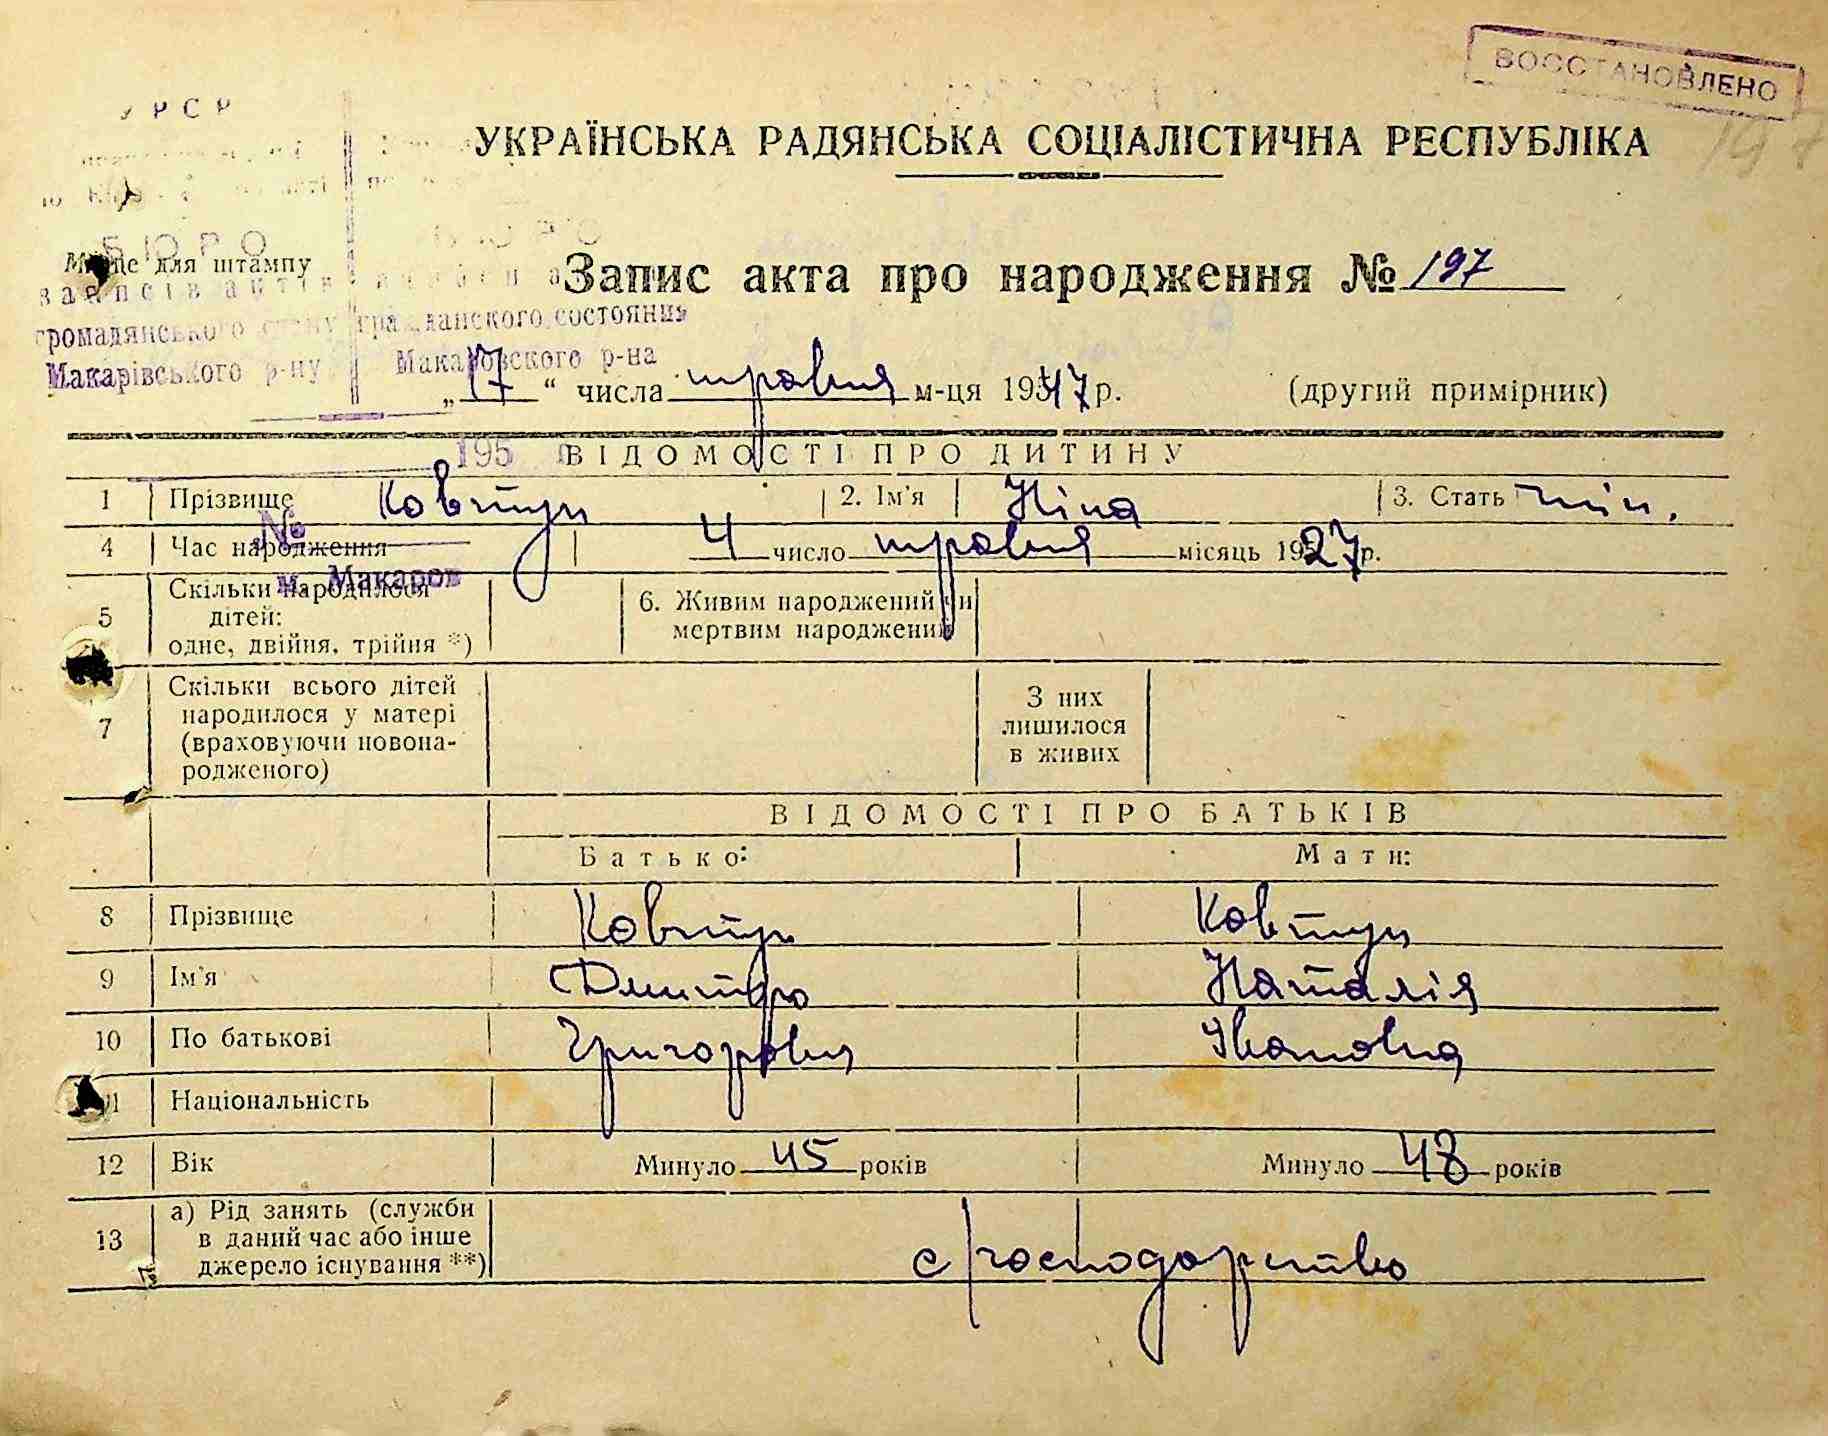 ВОССТАНОВЛЕНО
197
УРСР
УКРАЇНСЬКА РАДЯНСЬКА СОЦІАЛІСТИЧНА РЕСПУБЛІКА
БЮРО
Місце для штампу
записів актів
громадянського стану гражданского состояния
Макарівського р-ну Макаровского р-на
Запис акта про народження № 197
„17“ числа травня м-ця 1947 р. (другий примірник)
195
ВІДОМОСТІ ПРО ДИТИНУ
1 Прізвище Ковтун 2. Ім'я Ніна 3. Стать жін.
№
4 Час народження 4 число травня місяць 1927 р.
м. Макаров
5 Скільки народилося дітей: одне, двійня, трійня *) 6. Живим народжений чи мертвим народжений
7 Скільки всього дітей народилося у матері (враховуючи новона-родженого) З них лишилося в живих
ВІДОМОСТІ ПРО БАТЬКІВ
Батько: Мати:
8 Прізвище Ковтун Ковтун
9 Ім'я Дмитро Наталія
10 По батькові Григорович Івановна
11 Національність
12 Вік Минуло 45 років Минуло 48 років
13 а) Рід занять (служби в даний час або інше джерело існування **) с/господарство